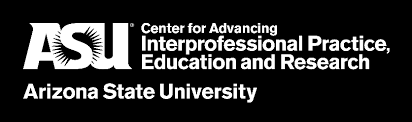 ASU® Center for Advancing
Interprofessional Practice,
Education and Research
Arizona State University